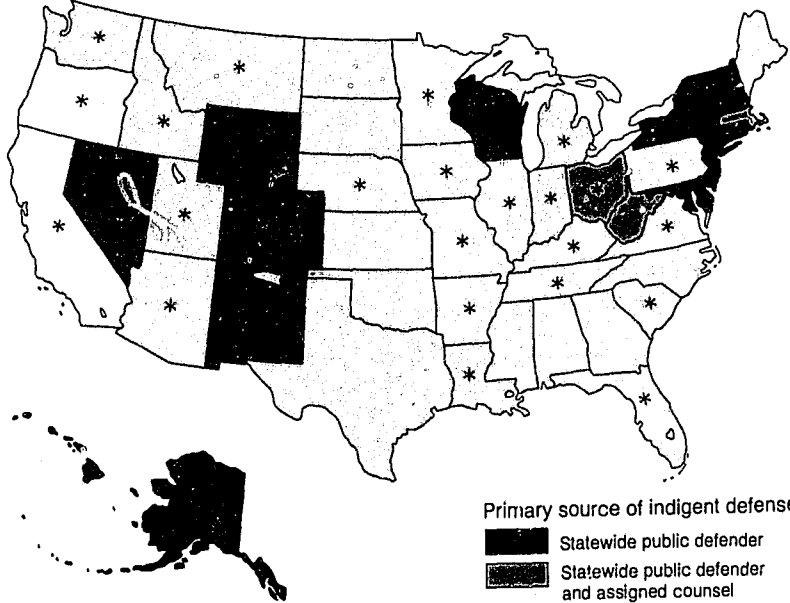 Primary source of indigent defense
Statewide public defender
Statewide public defender
and assigned counsel